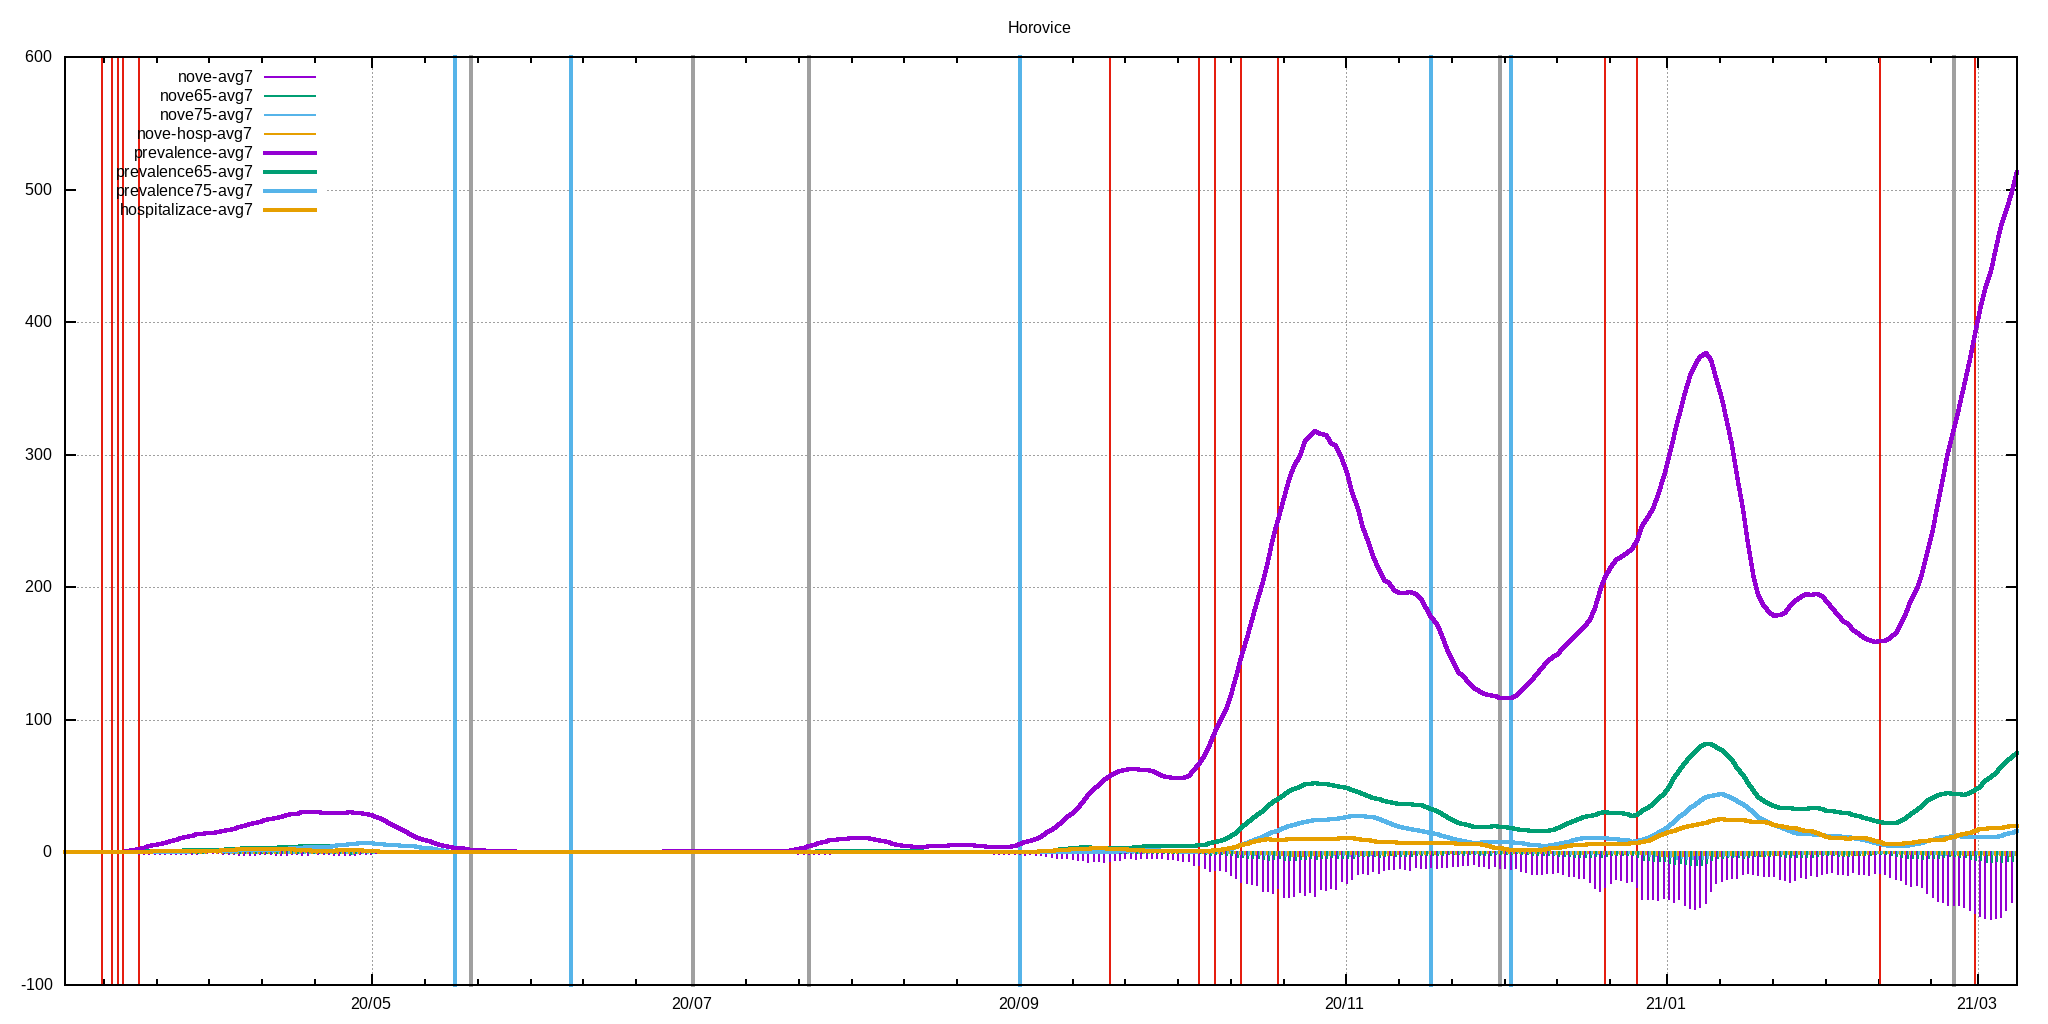 Horovice
600
500
400
300
200
100
0
-100
nove-avg7
nove65-avg7
nove75-avg7
nove-hosp-avg7
prevalence-avg7
prevalence65-avg7
prevalence75-avg7
hospitalizace-avg7
20/05
20/07
20/09
20/11
21/01
21/03